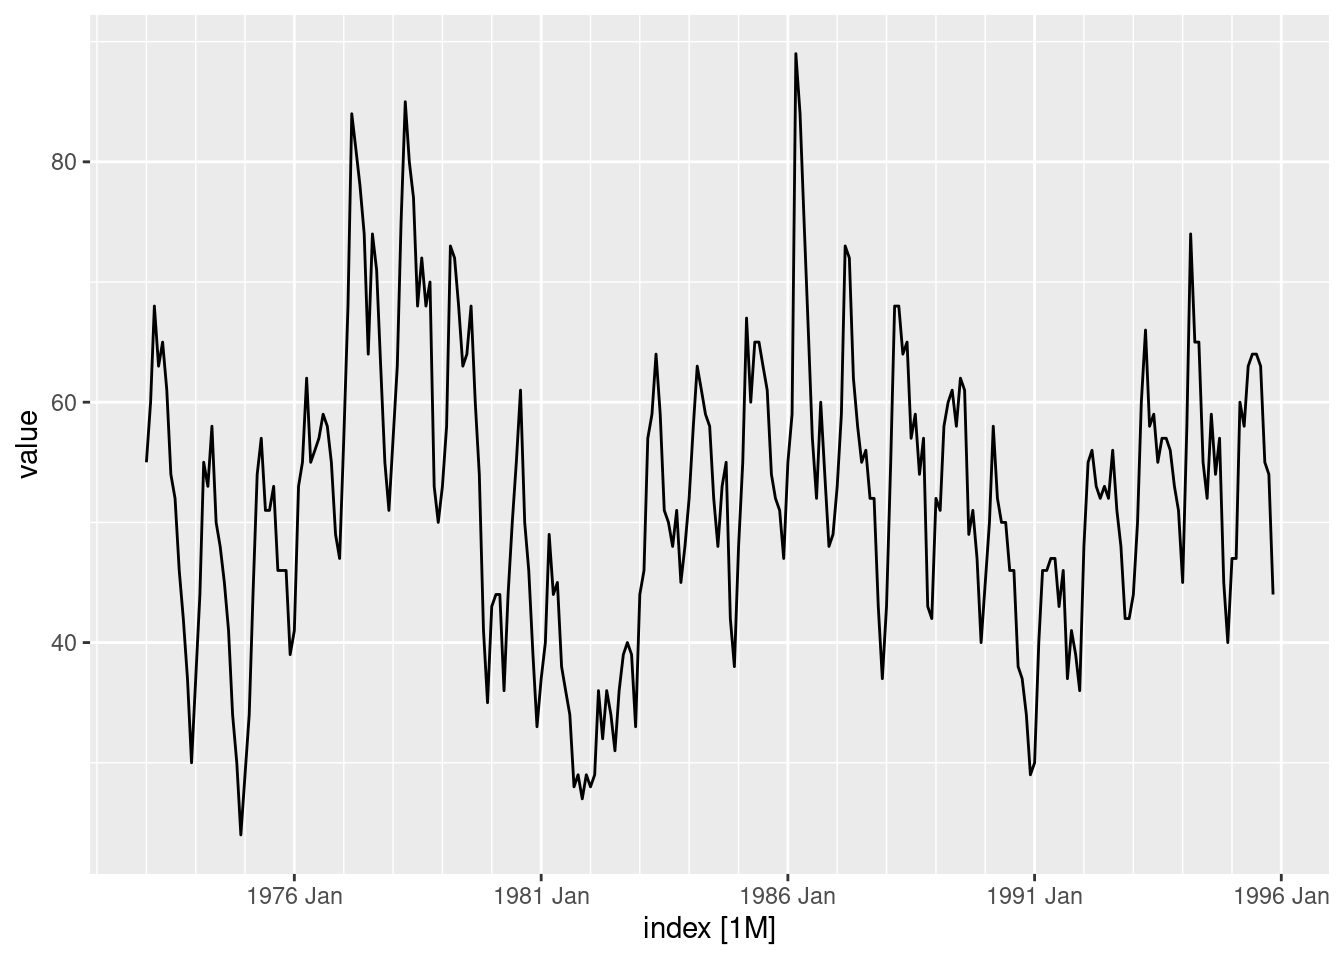 80
60
40
value
1976 Jan
1981 Jan
1986 Jan
1991 Jan
1996 Jan
index [1M]